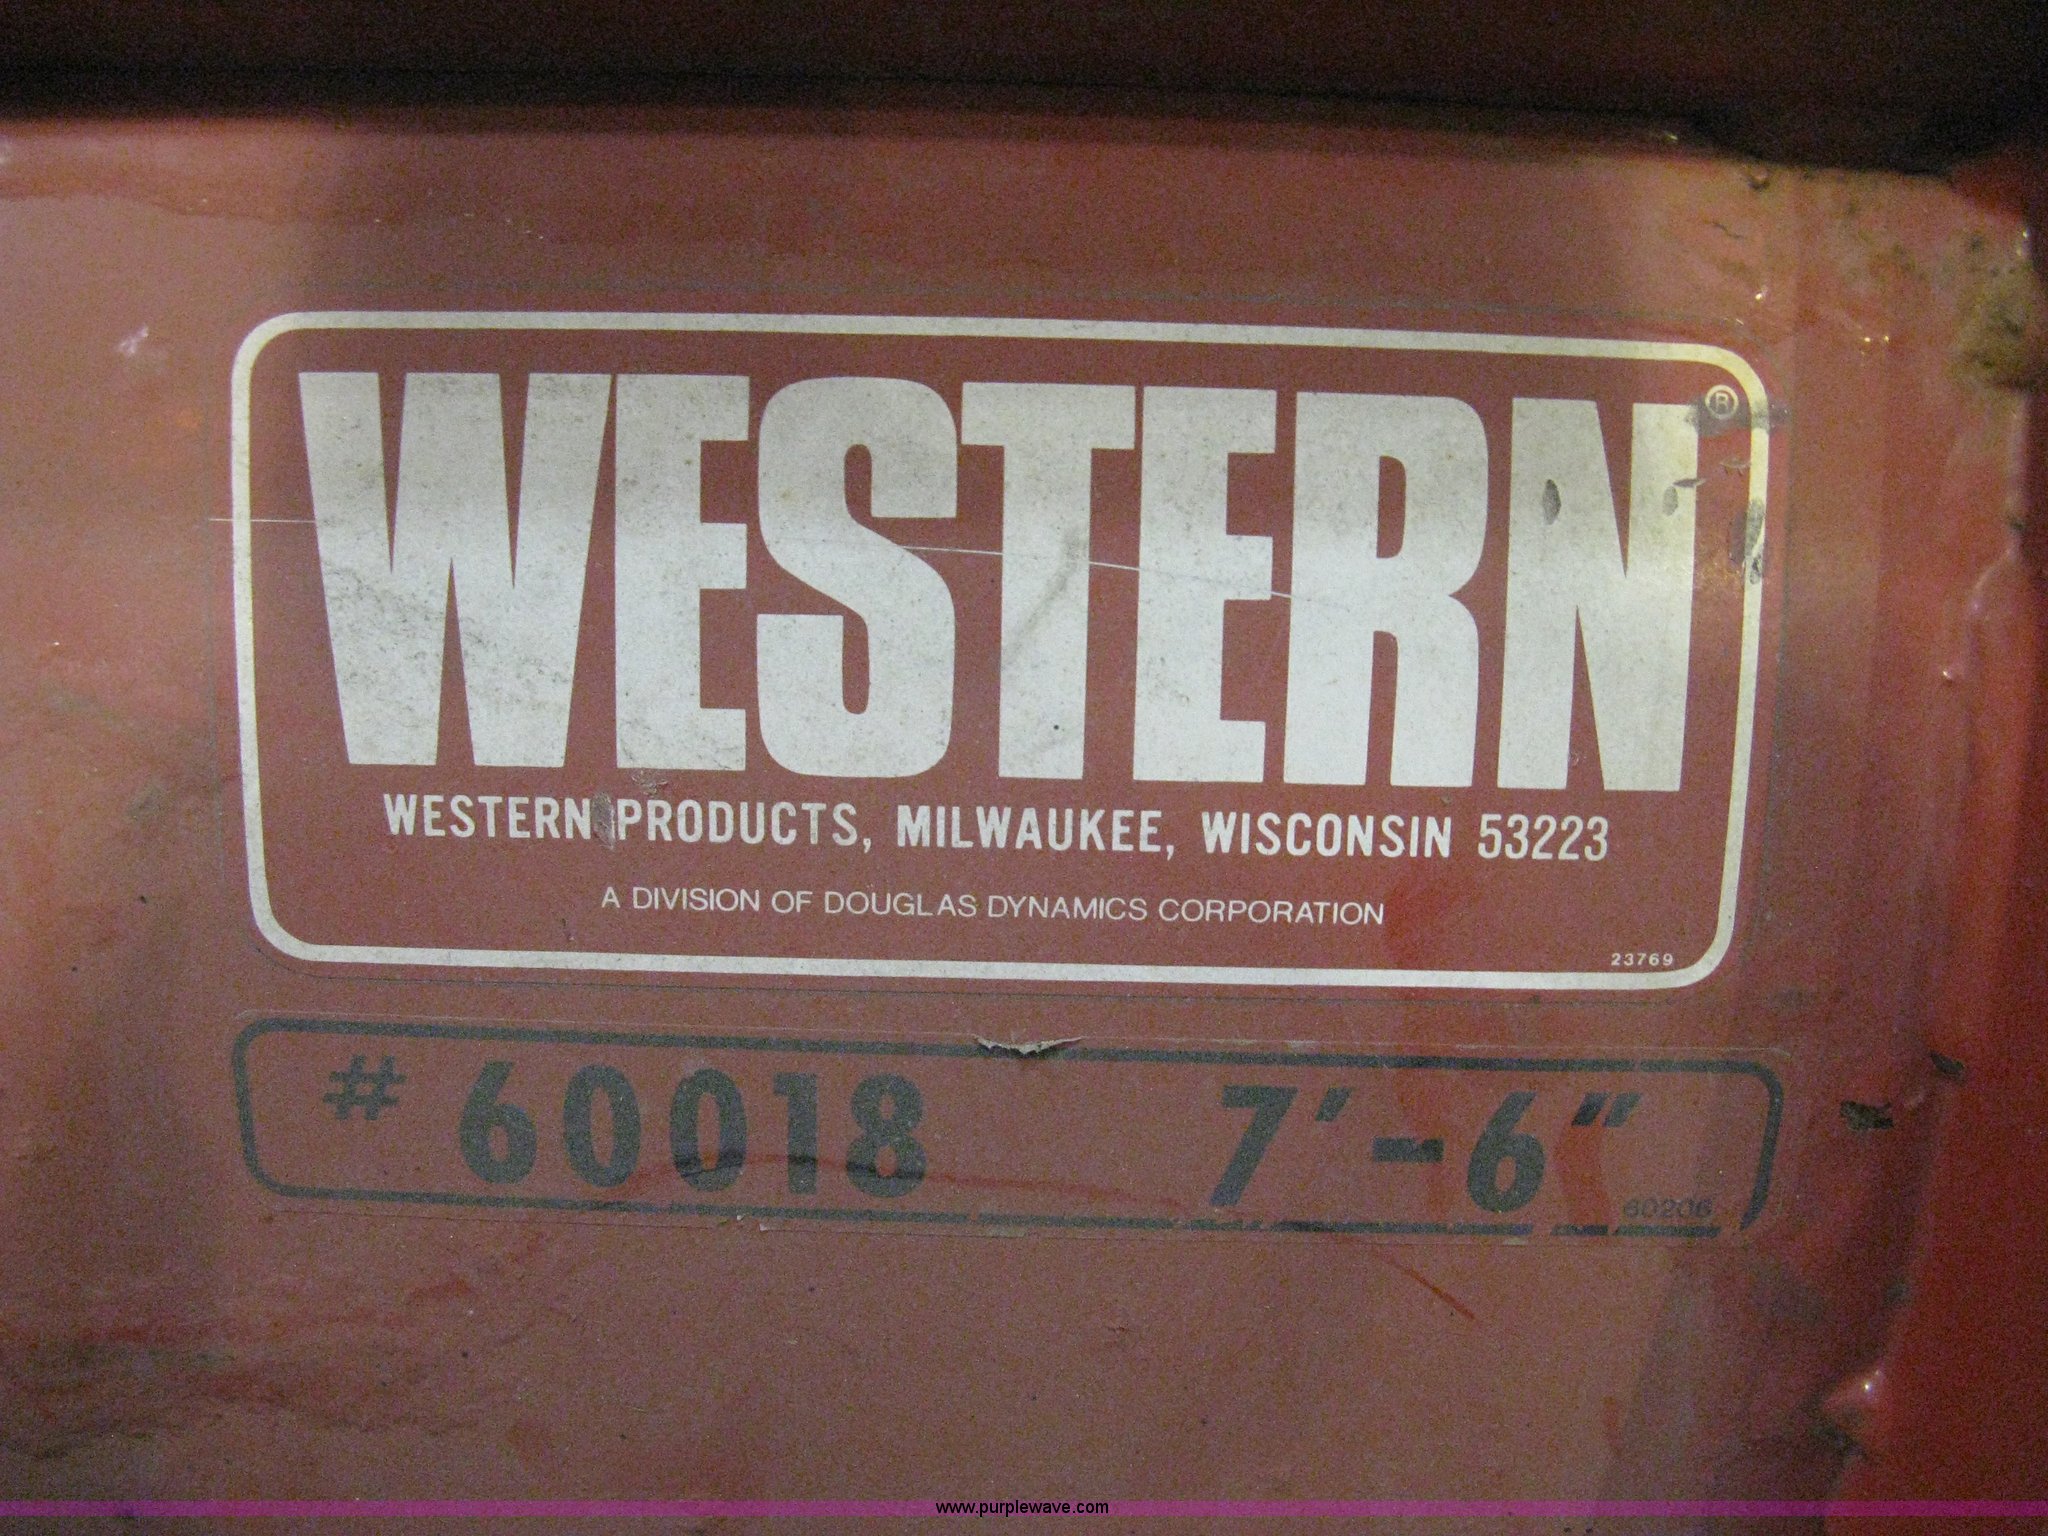 WESTERN®
WESTERN PRODUCTS, MILWAUKEE, WISCONSIN 53223
A DIVISION OF DOUGLAS DYNAMICS CORPORATION
23769
# 60018 7'-6"
60206
www.purplewave.com